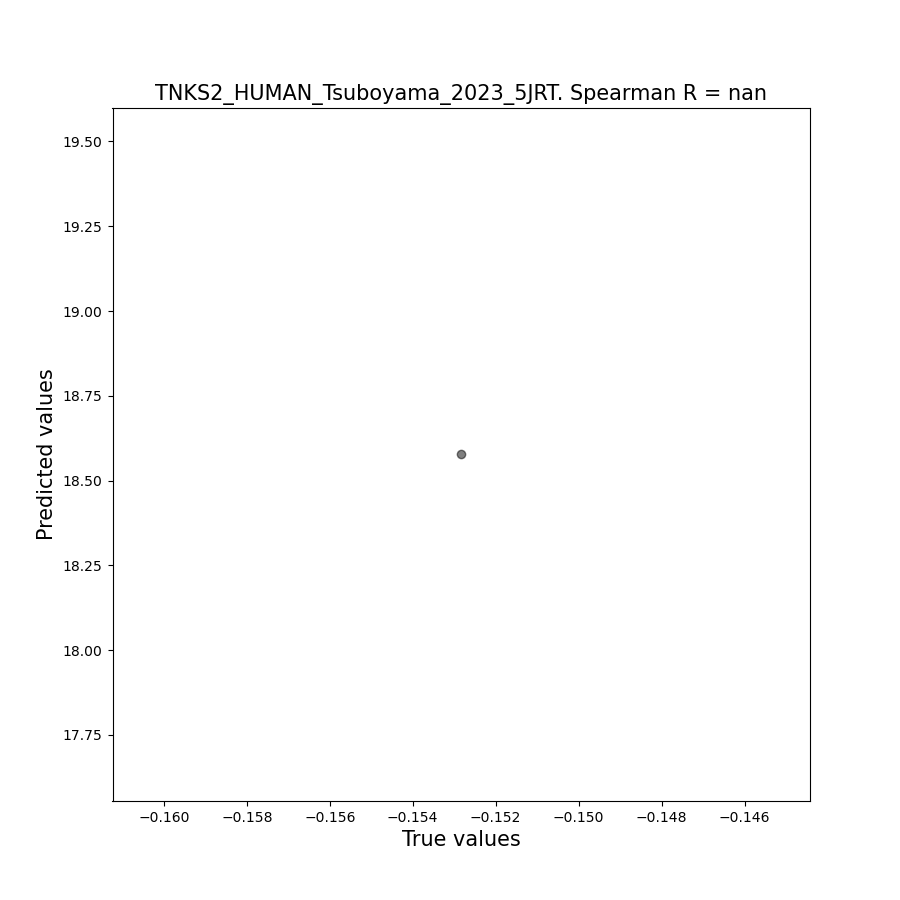 TNKS2_HUMAN_Tsuboyama_2023_5JRT. Spearman R = nan
19.50
19.25
19.00
18.75
18.50
18.25
18.00
17.75
Predicted values
−0.160 −0.158 −0.156 −0.154 −0.152 −0.150 −0.148 −0.146
True values